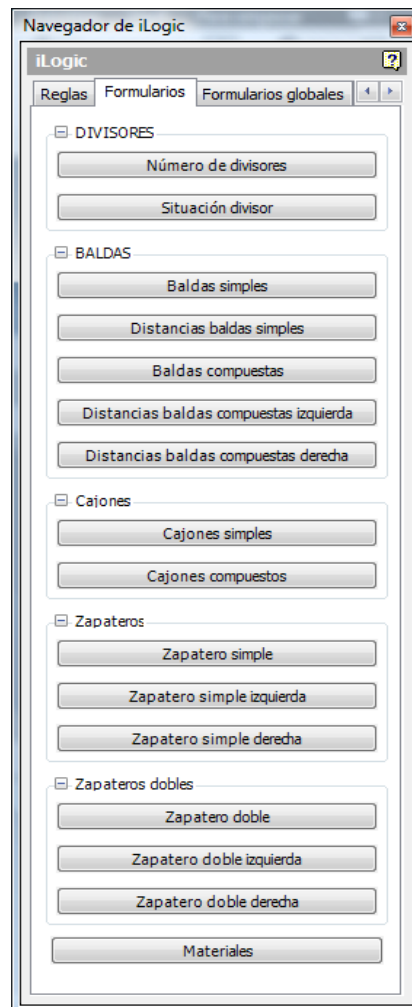 Navegador de iLogic
iLogic
Reglas Formularios Formularios globales
DIVISORES
Número de divisores
Situación divisor
BALDAS
Baldas simples
Distancias baldas simples
Baldas compuestas
Distancias baldas compuestas izquierda
Distancias baldas compuestas derecha
Cajones
Cajones simples
Cajones compuestos
Zapateros
Zapatero simple
Zapatero simple izquierda
Zapatero simple derecha
Zapateros dobles
Zapatero doble
Zapatero doble izquierda
Zapatero doble derecha
Materiales